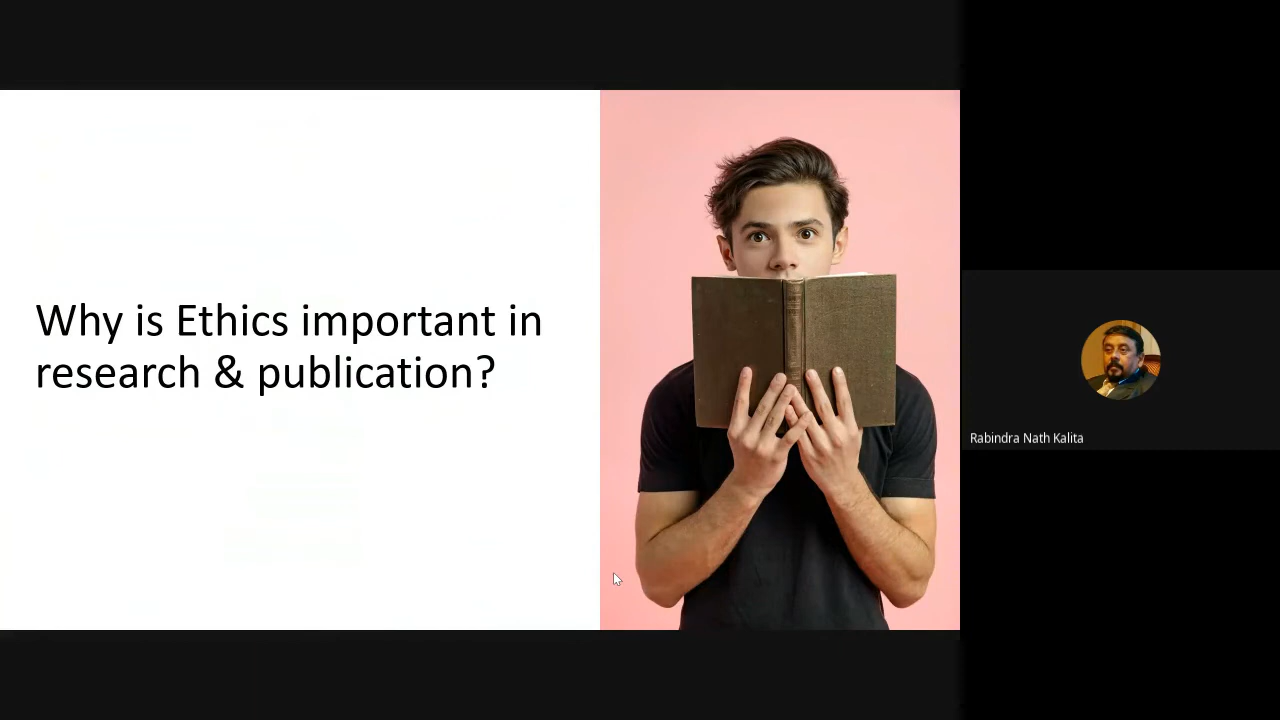 Why is Ethics important in
research & publication?
Rabindra Nath Kalita